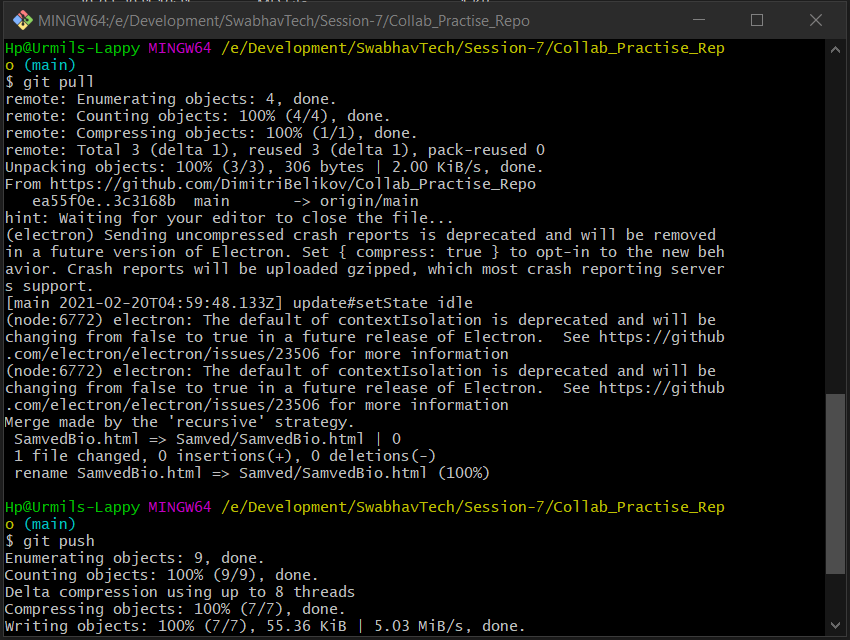 MINGW64:/e/Development/SwabhavTech/Session-7/Collab_Practise_Repo
Hp@Urmils-Lappy MINGW64 /e/Development/SwabhavTech/Session-7/Collab_Practise_Rep
o (main)
$ git pull
remote: Enumerating objects: 4, done.
remote: Counting objects: 100% (4/4), done.
remote: Compressing objects: 100% (1/1), done.
remote: Total 3 (delta 1), reused 3 (delta 1), pack-reused 0
Unpacking objects: 100% (3/3), 306 bytes | 2.00 KiB/s, done.
From https://github.com/DimitriBelikov/Collab_Practise_Repo
   ea55f0e..3c3168b  main       -> origin/main
hint: Waiting for your editor to close the file...
(electron) Sending uncompressed crash reports is deprecated and will be removed
in a future version of Electron. Set { compress: true } to opt-in to the new beh
avior. Crash reports will be uploaded gzipped, which most crash reporting server
s support.
[main 2021-02-20T04:59:48.133Z] update#setState idle
(node:6772) electron: The default of contextIsolation is deprecated and will be
changing from false to true in a future release of Electron.  See https://github
.com/electron/electron/issues/23506 for more information
(node:6772) electron: The default of contextIsolation is deprecated and will be
changing from false to true in a future release of Electron.  See https://github
.com/electron/electron/issues/23506 for more information
Merge made by the 'recursive' strategy.
 SamvedBio.html => Samved/SamvedBio.html | 0
 1 file changed, 0 insertions(+), 0 deletions(-)
 rename SamvedBio.html => Samved/SamvedBio.html (100%)
Hp@Urmils-Lappy MINGW64 /e/Development/SwabhavTech/Session-7/Collab_Practise_Rep
o (main)
$ git push
Enumerating objects: 9, done.
Counting objects: 100% (9/9), done.
Delta compression using up to 8 threads
Compressing objects: 100% (7/7), done.
Writing objects: 100% (7/7), 55.36 KiB | 5.03 MiB/s, done.